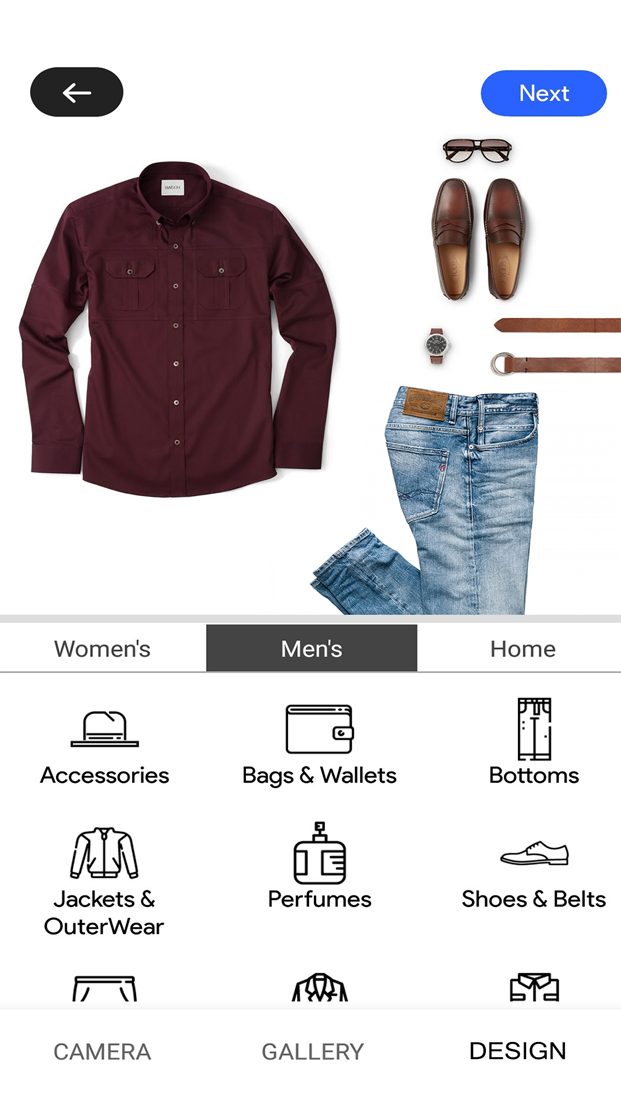 Next
Women's
Men's
Home
Accessories
Bags & Wallets
Bottoms
Jackets &
OuterWear
Perfumes
Shoes & Belts
CAMERA
GALLERY
DESIGN